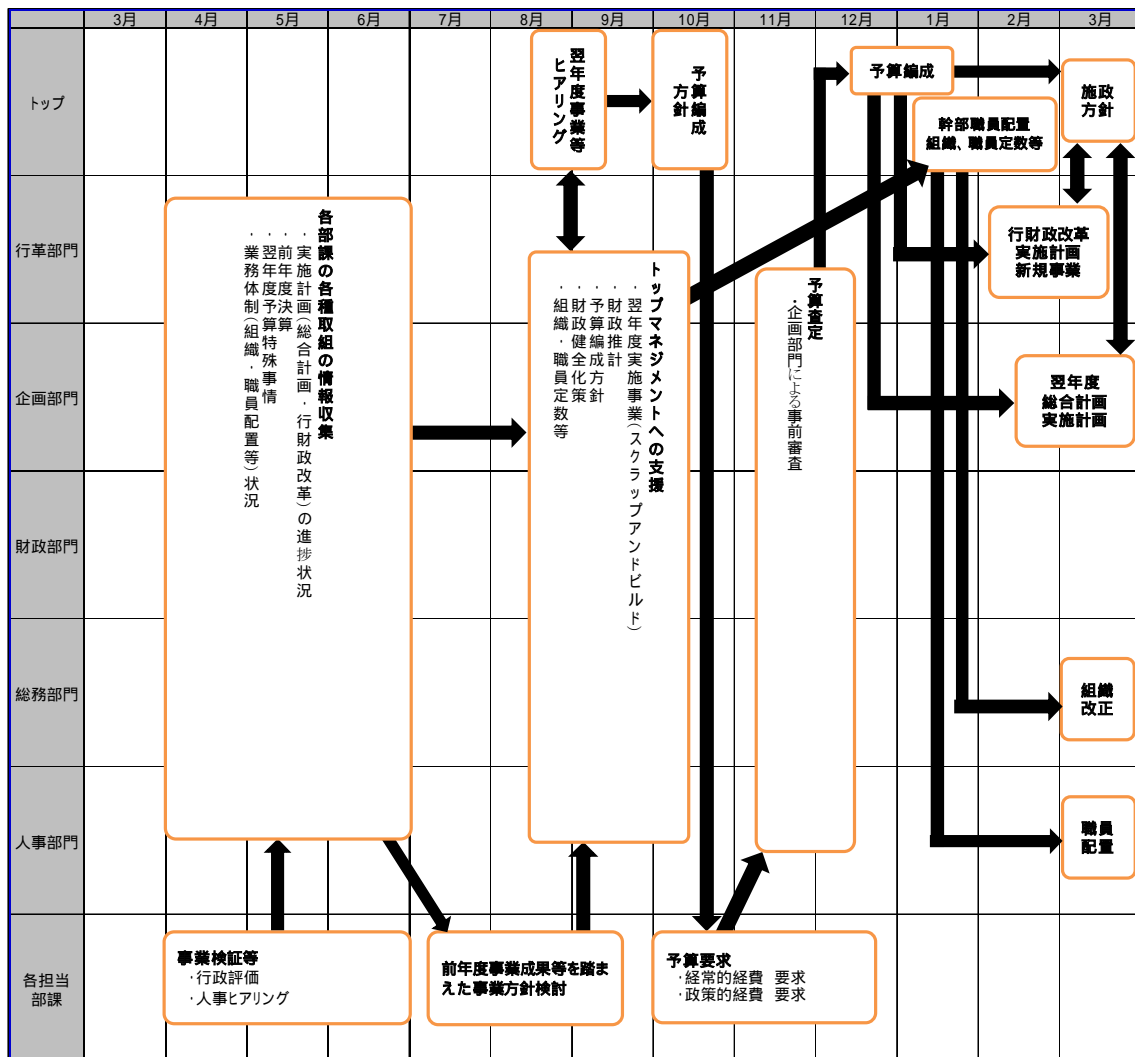 3月
4月
5月
6月
7月
8月
9月
10月
11月
12月
1月
2月
3月
トップ
行革部門
企画部門
財政部門
総務部門
人事部門
各担当
部課
翌年度事業等
ヒアリング
予算編成
方針
予算編成
幹部職員配置
組織、職員定数等
施政
方針
各部課の各種取組の情報収集
・実施計画(総合計画・行財政改革)の進捗状況
・前年度決算
・翌年度予算特殊事情
・業務体制(組織・職員配置等)状況
トップマネジメントへの支援
・翌年度実施事業(スクラップアンドビルド)
・財政推計
・予算編成方針
・財政健全化策
・組織・職員定数等
予算査定
・企画部門による事前審査
行財政改革
実施計画
新規事業
翌年度
総合計画
実施計画
組織
改正
職員
配置
事業検証等
・行政評価
・人事ヒアリング
前年度事業成果等を踏ま
えた事業方針検討
予算要求
・経常的経費 要求
・政策的経費 要求